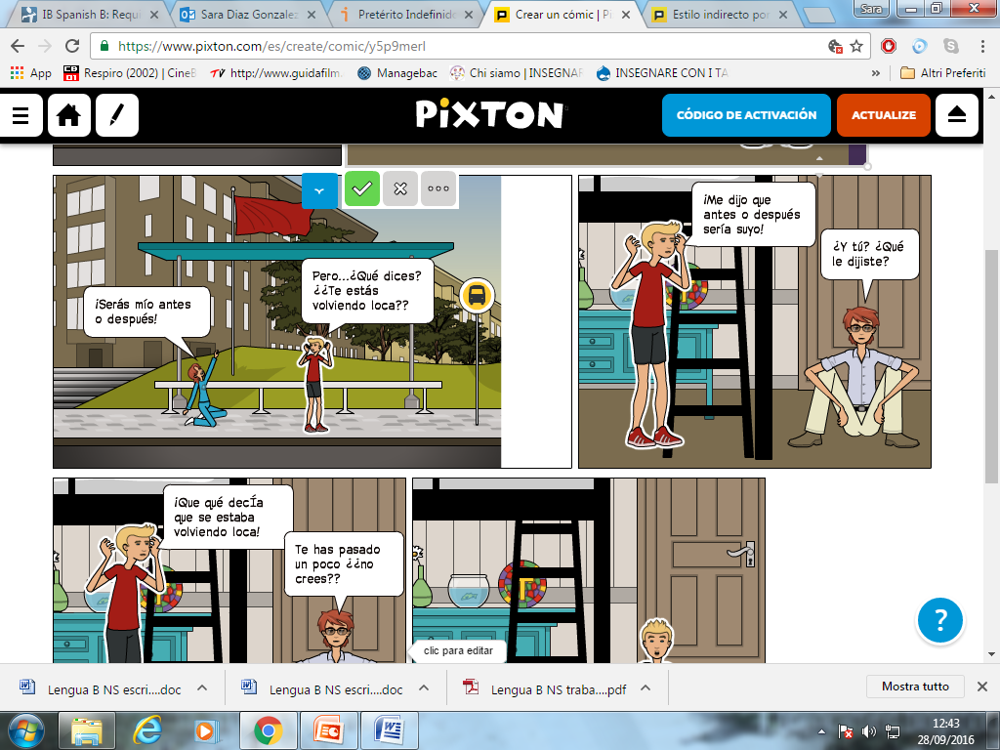 IB Spanish B: Requi
Sara Diaz Gonzalez
Pretérito Indefinido
Crear un cómic | Pi
Estilo indirecto por
Sara
https://www.pixton.com/es/create/comic/y5p9merl
App
Respiro (2002) | CineB
http://www.guidafilm
Managebac
Chi siamo | INSEGNAR
INSEGNARE CON I TA
»
Altri Preferiti
PIXTON
CÓDIGO DE ACTIVACIÓN
ACTUALIZE
¡Serás mío antes
o después!
Pero...¿Qué dices?
¿¿Te estás
volviendo loca??
¡Me dijo que
antes o después
sería suyo!
¿Y tú? ¿Qué
le dijiste?
¡Que qué decía
que se estaba
volviendo loca!
Te has pasado
un poco ¿¿no
crees??
clic para editar
?
Lengua B NS escri....doc
Lengua B NS escri....doc
Lengua B NS traba....pdf
Mostra tutto
12:43
28/09/2016